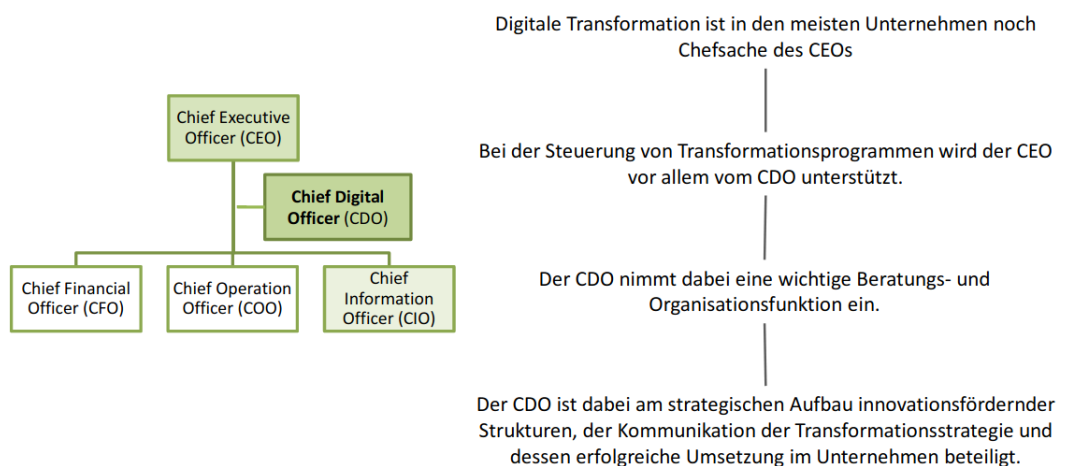 Digitale Transformation ist in den meisten Unternehmen noch
Chefsache des CEOs
Chief Executive
Officer (CEO)
Bei der Steuerung von Transformationsprogrammen wird der CEO
vor allem vom CDO unterstützt.
Chief Digital
Officer (CDO)
Chief Financial
Officer (CFO)
Chief Operation
Officer (COO)
Chief
Information
Officer (CIO)
Der CDO nimmt dabei eine wichtige Beratungs- und
Organisationsfunktion ein.
Der CDO ist dabei am strategischen Aufbau innovationsfördernder
Strukturen, der Kommunikation der Transformationsstrategie und
dessen erfolgreiche Umsetzung im Unternehmen beteiligt.